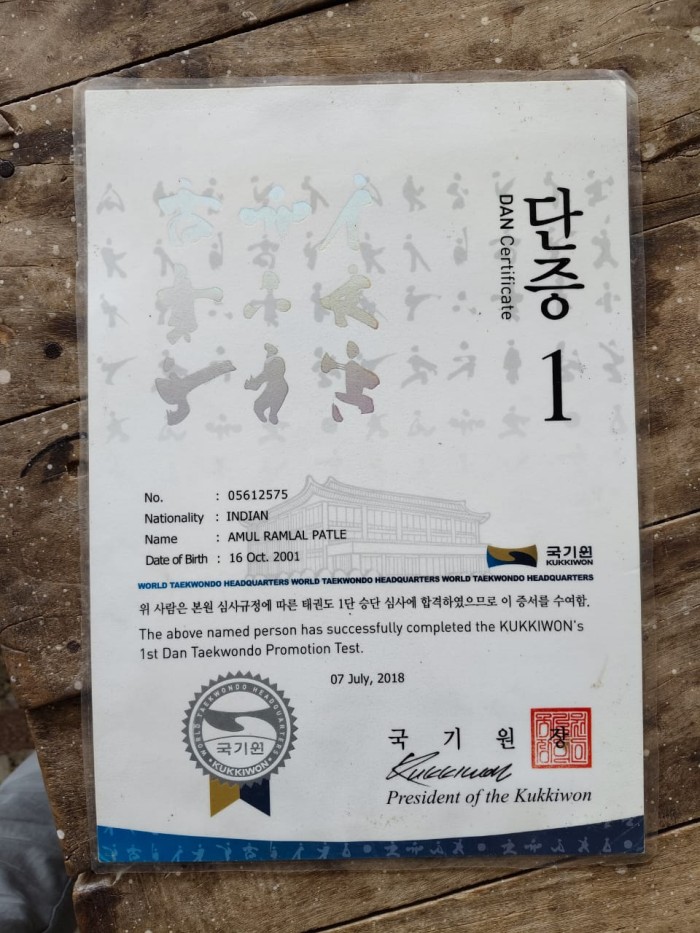 단증
DAN Certificate
1
No. : 05612575
Nationality : INDIAN
Name : AMUL RAMLAL PATLE
Date of Birth : 16 Oct. 2001
국기원
KUKKIWON
WORLD TAEKWONDO HEADQUARTERS WORLD TAEKWONDO HEADQUARTERS WORLD TAEKWONDO HEADQUARTERS
위 사람은 본원 심사규정에 따른 태권도 1단 승단 심사에 합격하였으므로 이 증서를 수여함.
The above named person has successfully completed the KUKKIWON's
1st Dan Taekwondo Promotion Test.
07 July, 2018
WORLD TAEKWONDO HEADQUARTERS
국기원
KUKKIWON
국 기 원 장
Kukkiwon
President of the Kukkiwon